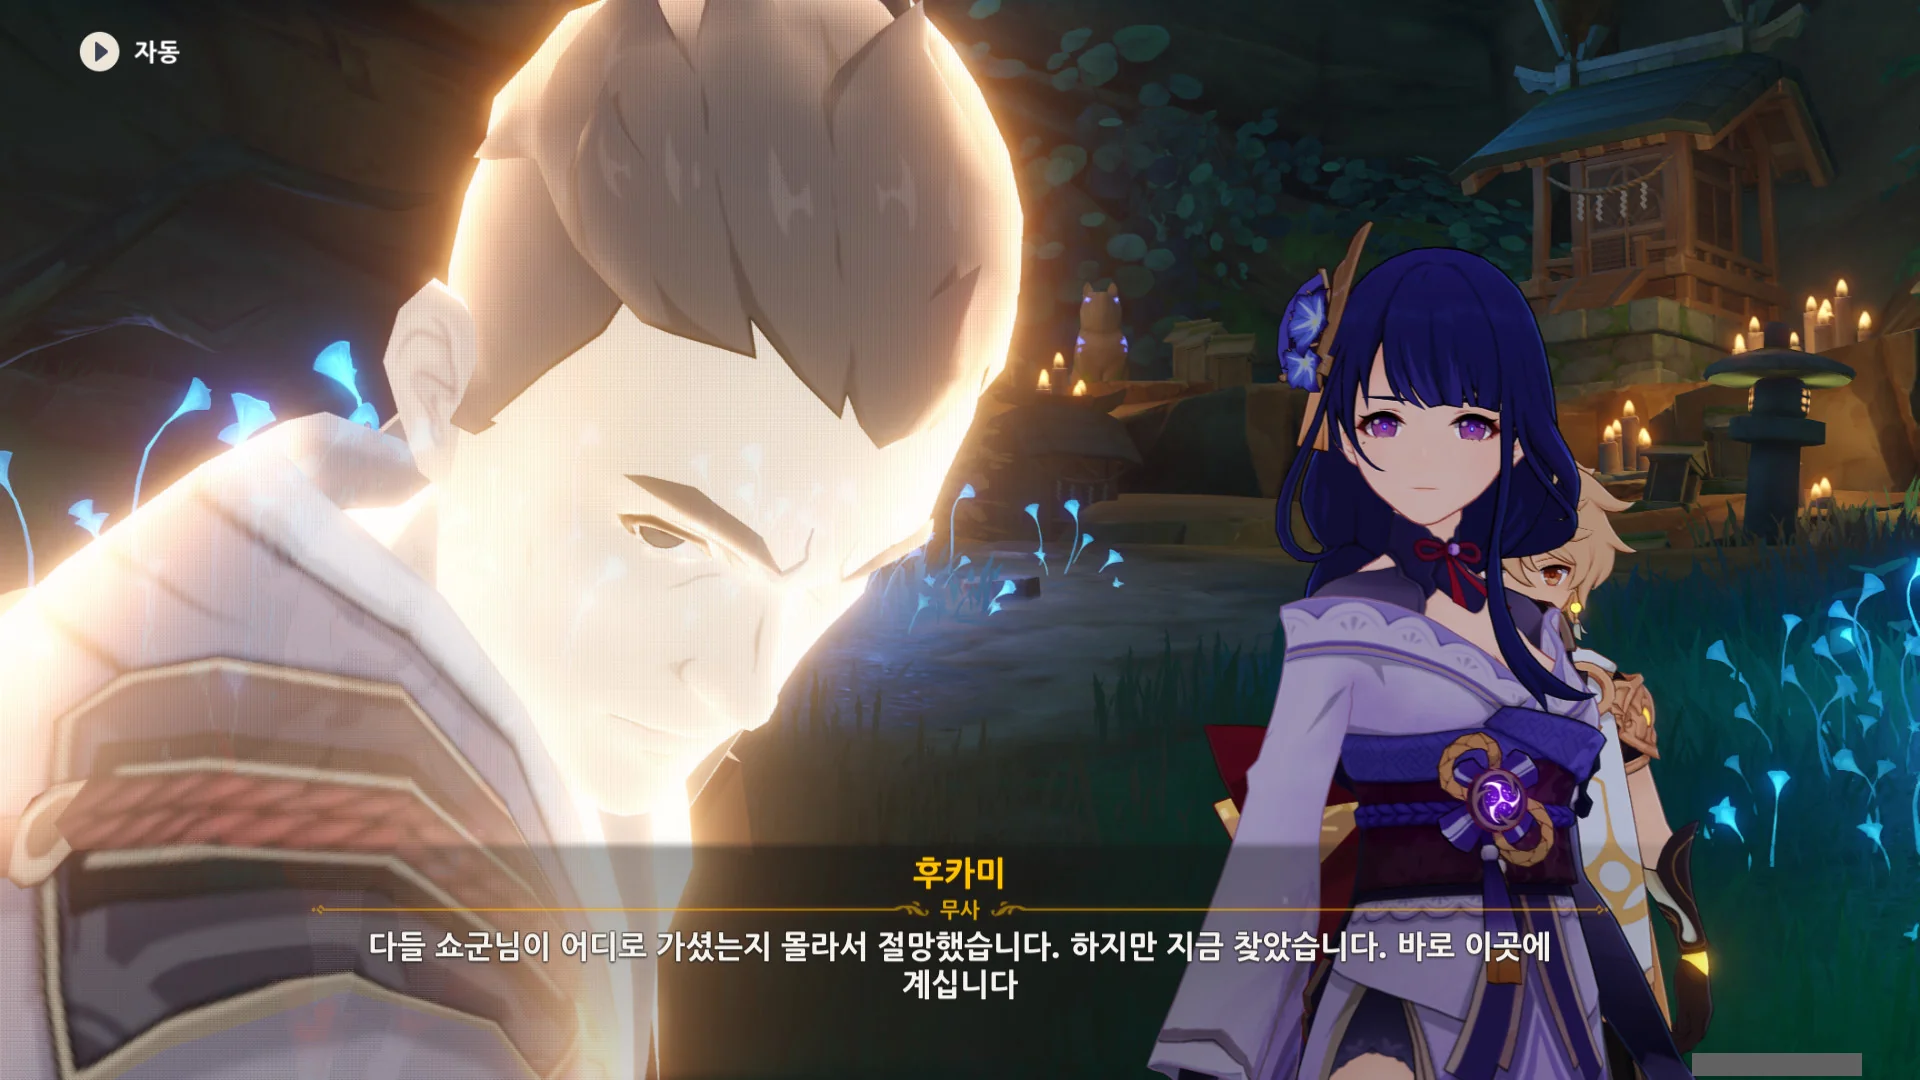 자동
후카미
무사
다들 쇼군님이 어디로 가셨는지 몰라서 절망했습니다. 하지만 지금 찾았습니다. 바로 이곳에
계십니다